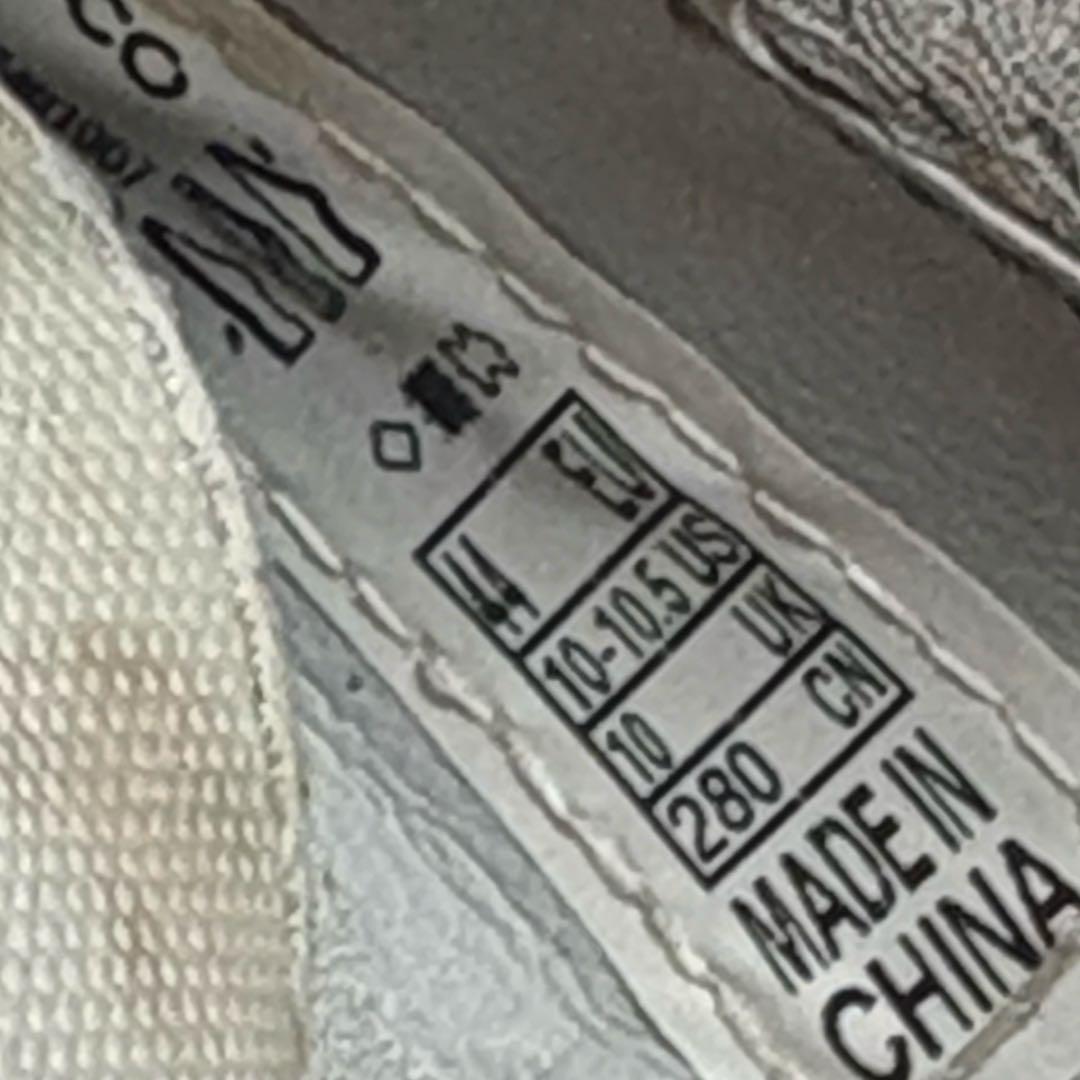 CO
44 EU
10-10.5 US
10 UK
280 CN
MADE IN
CHINA